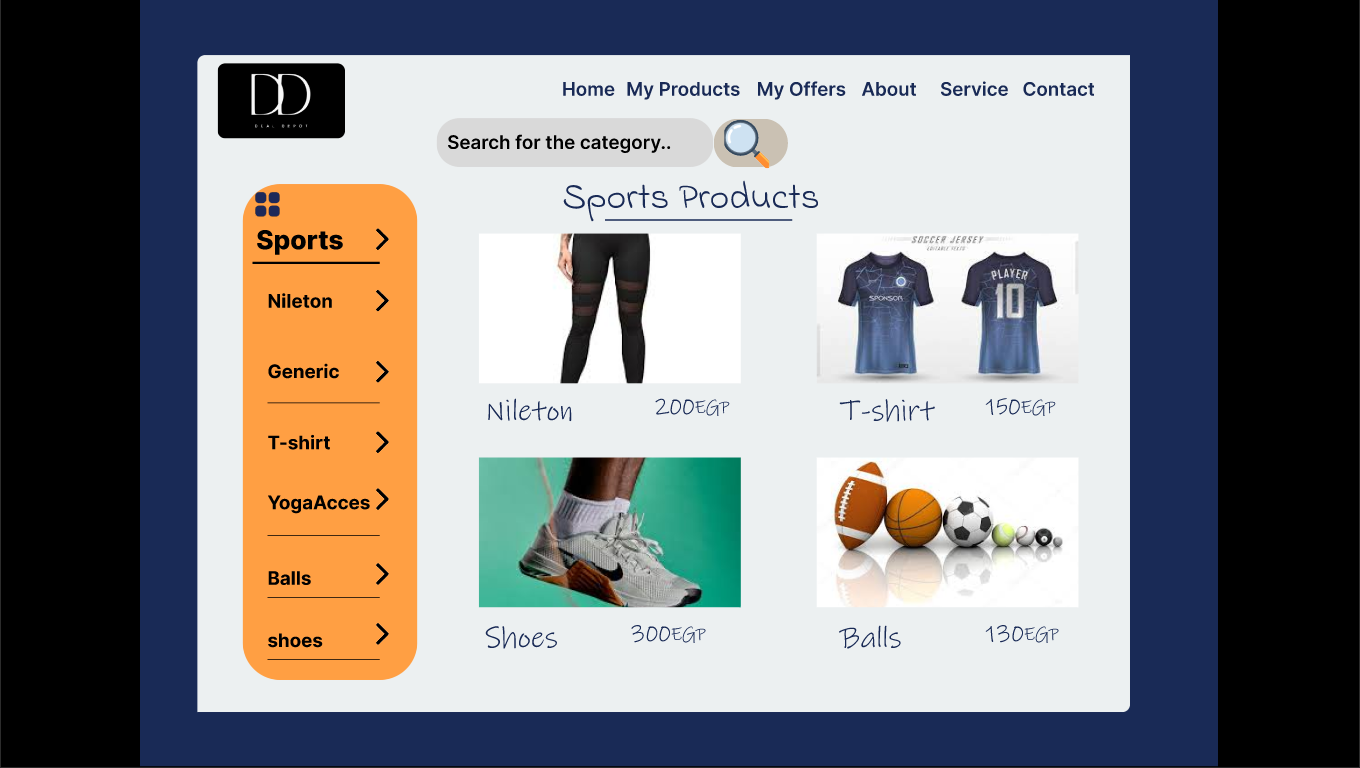 DD
DEAL DEPOT
Home My Products My Offers About Service Contact
Search for the category..
Sports Products
Sports
Nileton
Generic
T-shirt
YogaAcces
Balls
shoes
SOCCER JERSEY
EDITABLE FILES
SPONSOR
PLAYER
10
Nileton 200EGP
T-shirt 150EGP
Shoes 300EGP
Balls 130EGP